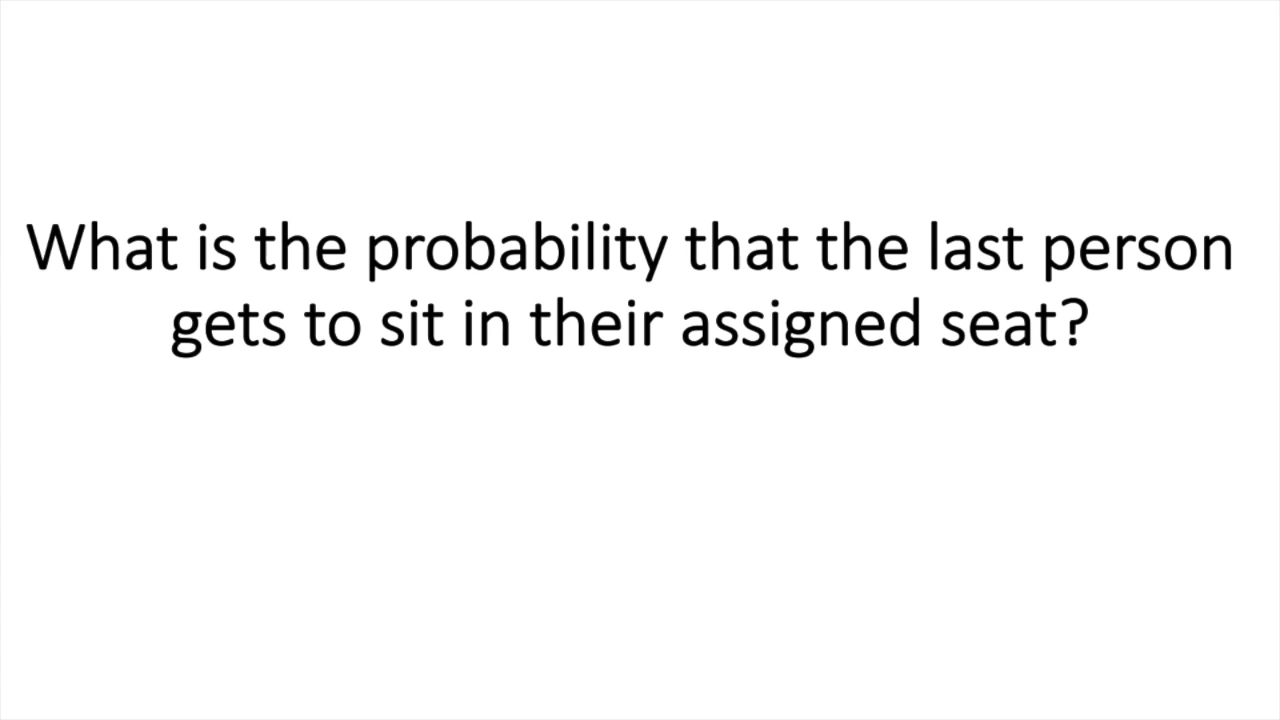 What is the probability that the last person
gets to sit in their assigned seat?